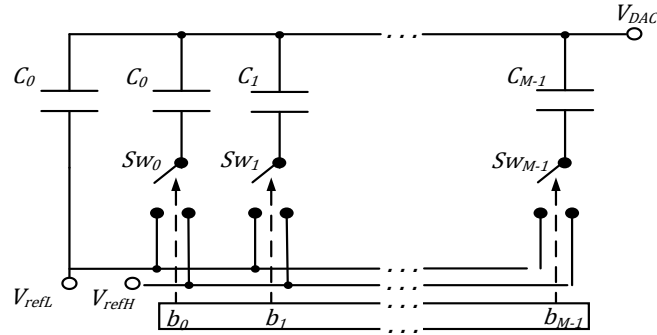 V_DAC
C_0 C_0 C_1 ... C_M-1
Sw_0 Sw_1 Sw_M-1
...
V_refL V_refH ...
...
b_0 b_1 ... b_M-1